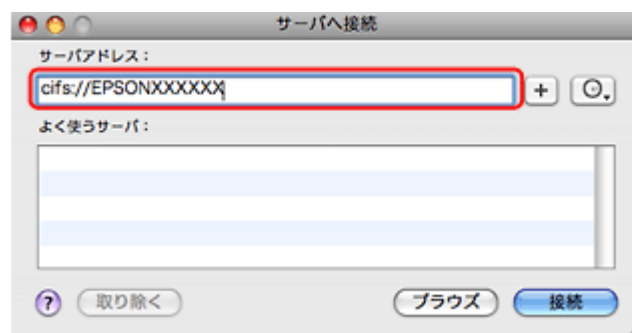 サーバへ接続
サーバアドレス：
cifs://EPSONXXXXXX
+
よく使うサーバ：
? 取り除く ブラウズ 接続